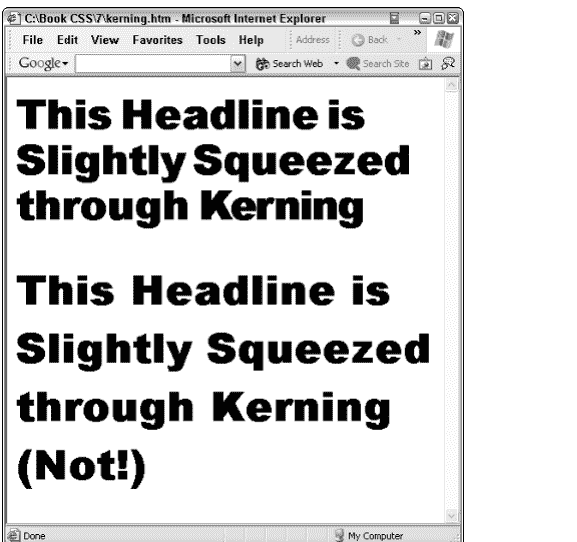 C:\Book CSS\7\kerning.htm - Microsoft Internet Explorer
File Edit View Favorites Tools Help Address Back »
Google Search Web Search Site
This Headline is
Slightly Squeezed
through Kerning
This Headline is
Slightly Squeezed
through Kerning
(Not!)
Done My Computer